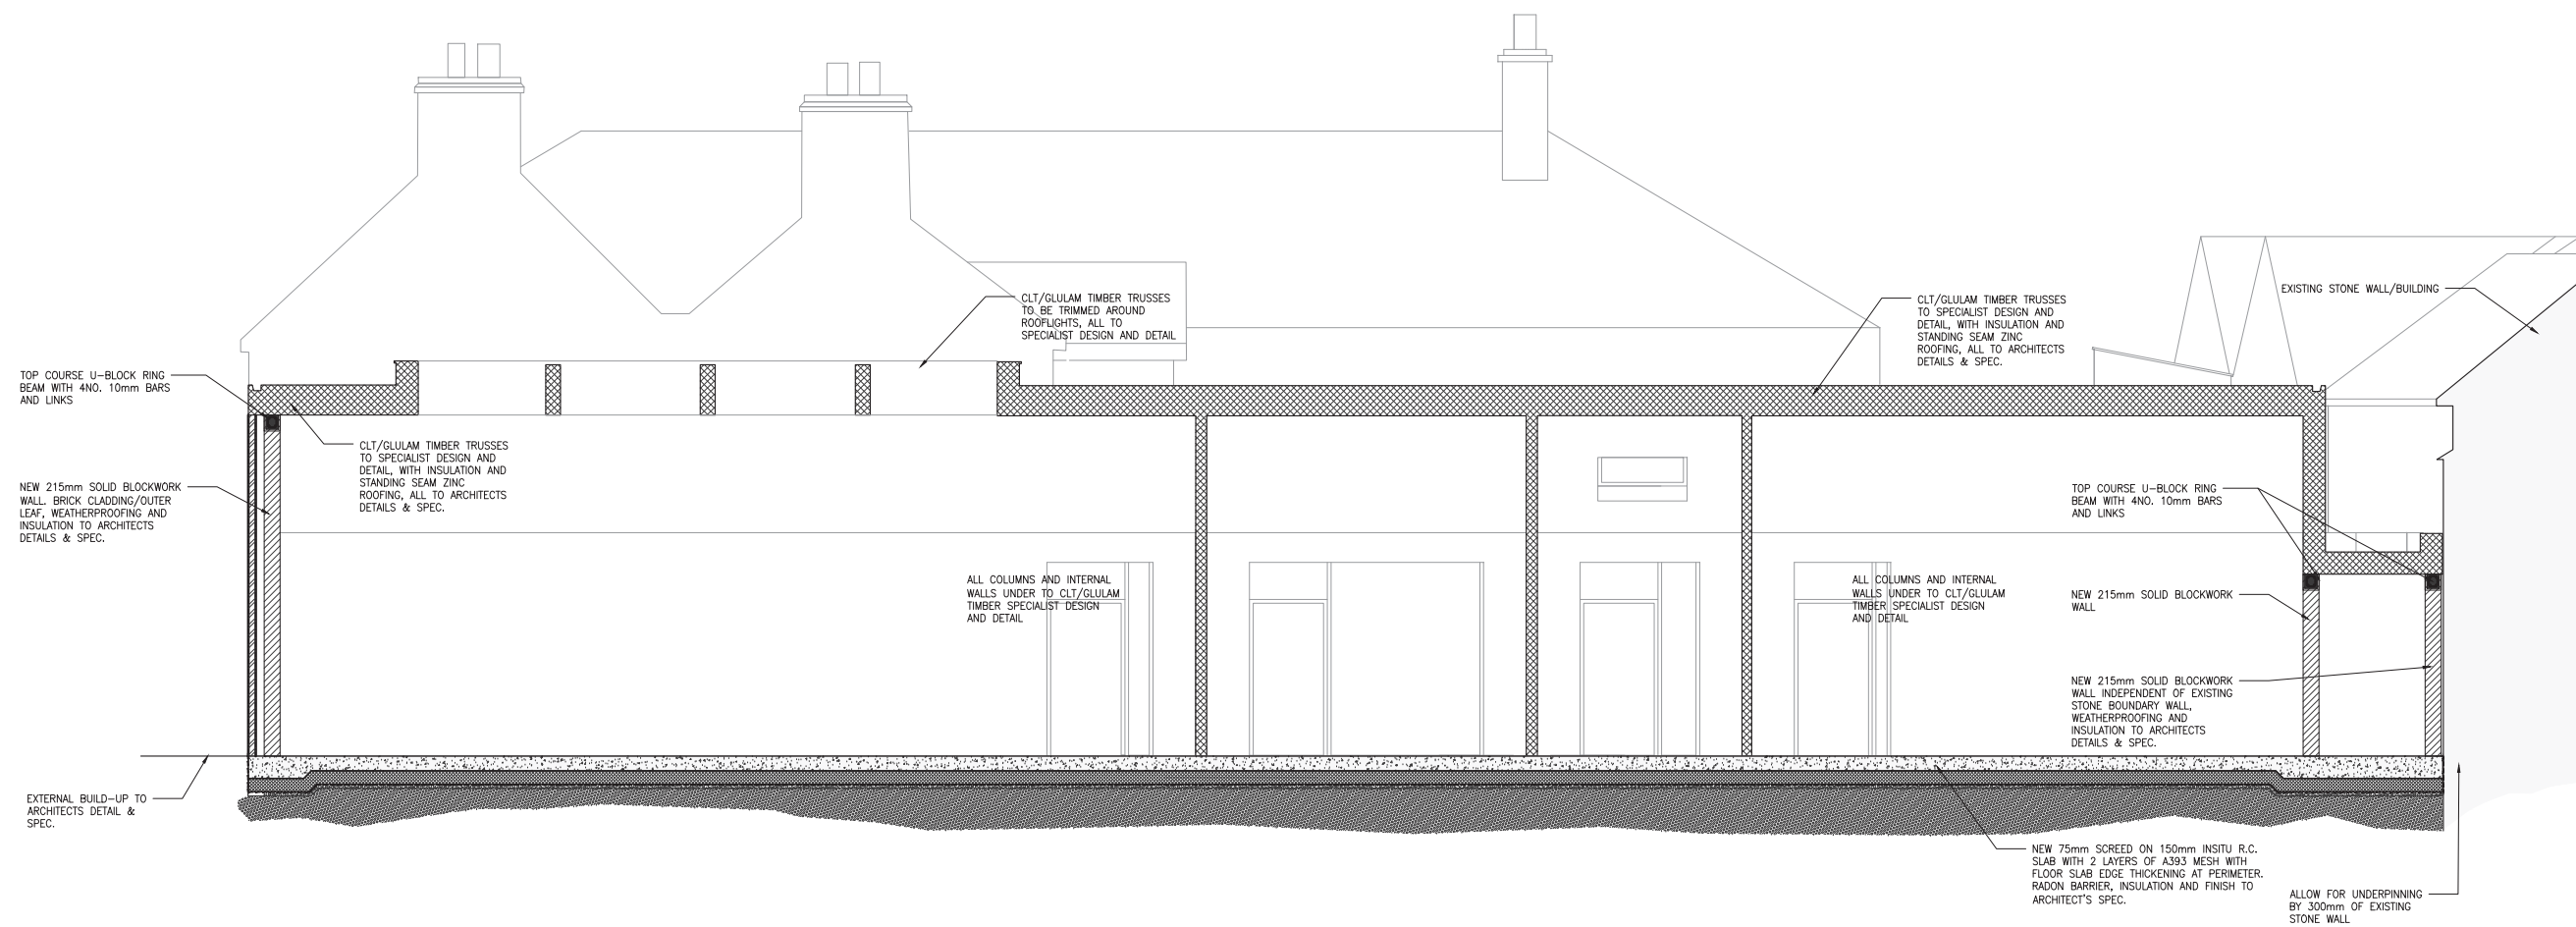 CLT/GLULAM TIMBER TRUSSES
TO BE TRIMMED AROUND
ROOFLIGHTS, ALL TO
SPECIALIST DESIGN AND DETAIL
CLT/GLULAM TIMBER TRUSSES
TO SPECIALIST DESIGN AND
DETAIL, WITH INSULATION AND
STANDING SEAM ZINC
ROOFING, ALL TO ARCHITECTS
DETAILS & SPEC.
EXISTING STONE WALL/BUILDING
TOP COURSE U-BLOCK RING
BEAM WITH 4NO. 10mm BARS
AND LINKS
CLT/GLULAM TIMBER TRUSSES
TO SPECIALIST DESIGN AND
DETAIL, WITH INSULATION AND
STANDING SEAM ZINC
ROOFING, ALL TO ARCHITECTS
DETAILS & SPEC.
NEW 215mm SOLID BLOCKWORK
WALL. BRICK CLADDING/OUTER
LEAF, WEATHERPROOFING AND
INSULATION TO ARCHITECTS
DETAILS & SPEC.
TOP COURSE U-BLOCK RING
BEAM WITH 4NO. 10mm BARS
AND LINKS
ALL COLUMNS AND INTERNAL
WALLS UNDER TO CLT/GLULAM
TIMBER SPECIALIST DESIGN
AND DETAIL
ALL COLUMNS AND INTERNAL
WALLS UNDER TO CLT/GLULAM
TIMBER SPECIALIST DESIGN
AND DETAIL
NEW 215mm SOLID BLOCKWORK
WALL
NEW 215mm SOLID BLOCKWORK
WALL INDEPENDENT OF EXISTING
STONE BOUNDARY WALL,
WEATHERPROOFING AND
INSULATION TO ARCHITECTS
DETAILS & SPEC.
EXTERNAL BUILD-UP TO
ARCHITECTS DETAIL &
SPEC.
NEW 75mm SCREED ON 150mm INSITU R.C.
SLAB WITH 2 LAYERS OF A393 MESH WITH
FLOOR SLAB EDGE THICKENING AT PERIMETER.
RADON BARRIER, INSULATION AND FINISH TO
ARCHITECT'S SPEC.
ALLOW FOR UNDERPINNING
BY 300mm OF EXISTING
STONE WALL